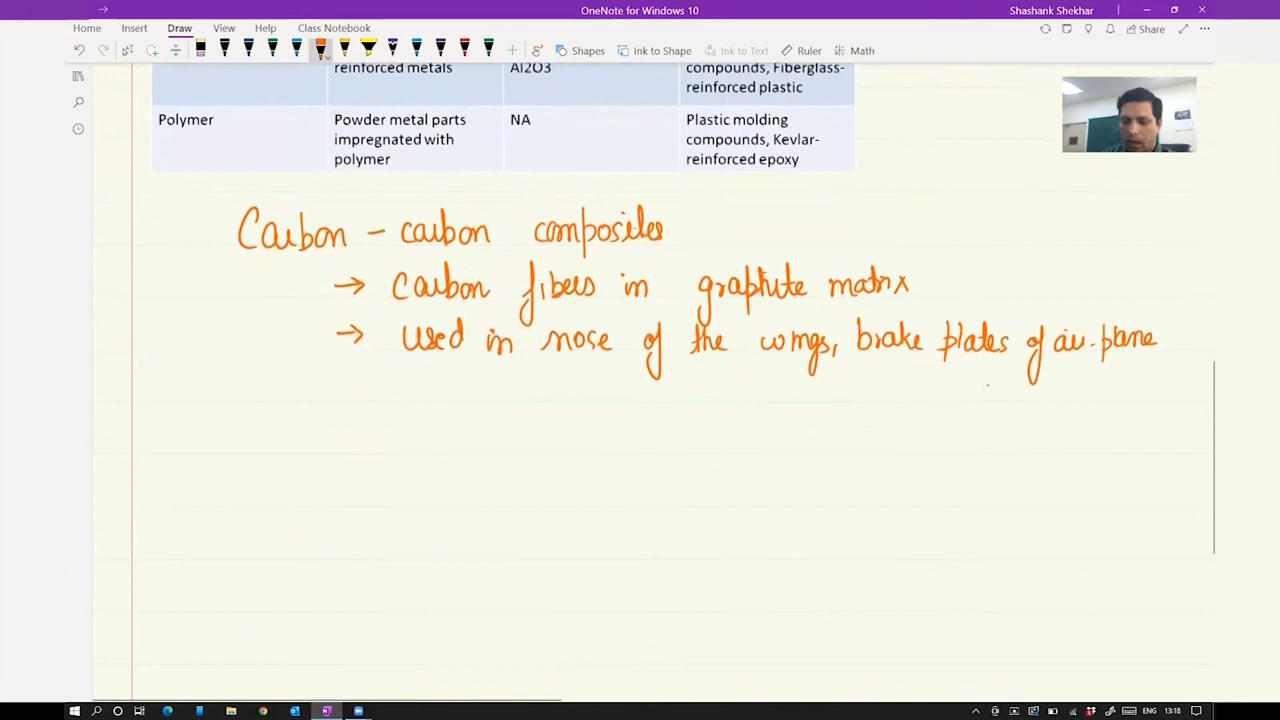 OneNote for Windows 10
Shashank Shekhar
Home Insert Draw View Help Class Notebook
Share
Shapes Ink to Shape Ink to Text Ruler Math
reinforced metals Al2O3 compounds, Fiberglass-
reinforced plastic
Polymer Powder metal parts NA Plastic molding
impregnated with compounds, Kevlar-
polymer reinforced epoxy
Carbon - carbon composites
→ Carbon fibers in graphite matrix
→ Used in nose of the wings, brake plates of air-plane
ENG 13:18